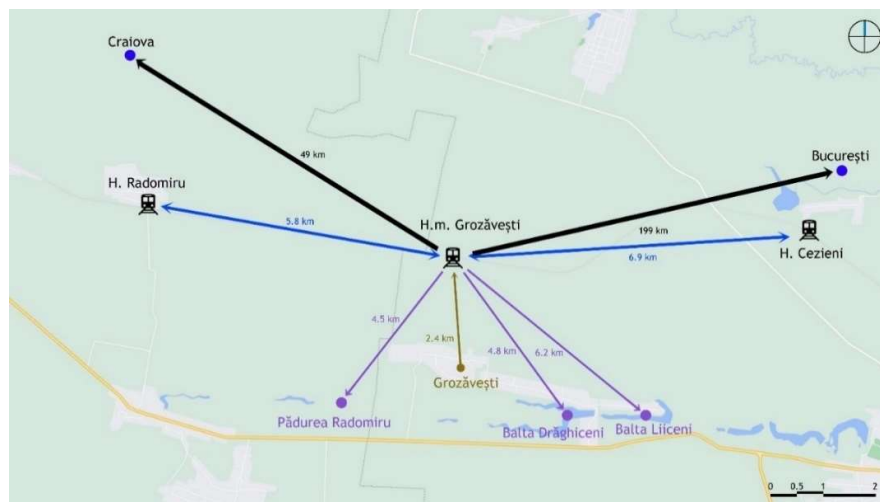 Craiova
București
49 km
H. Radomiru
H.m. Grozăvești
5.8 km
199 km
6.9 km
H. Cezieni
4.5 km
2.4 km
4.8 km
6.2 km
Grozăvești
Pădurea Radomiru
Balta Drăghiceni
Balta Liiceni
0 0.5 1 2